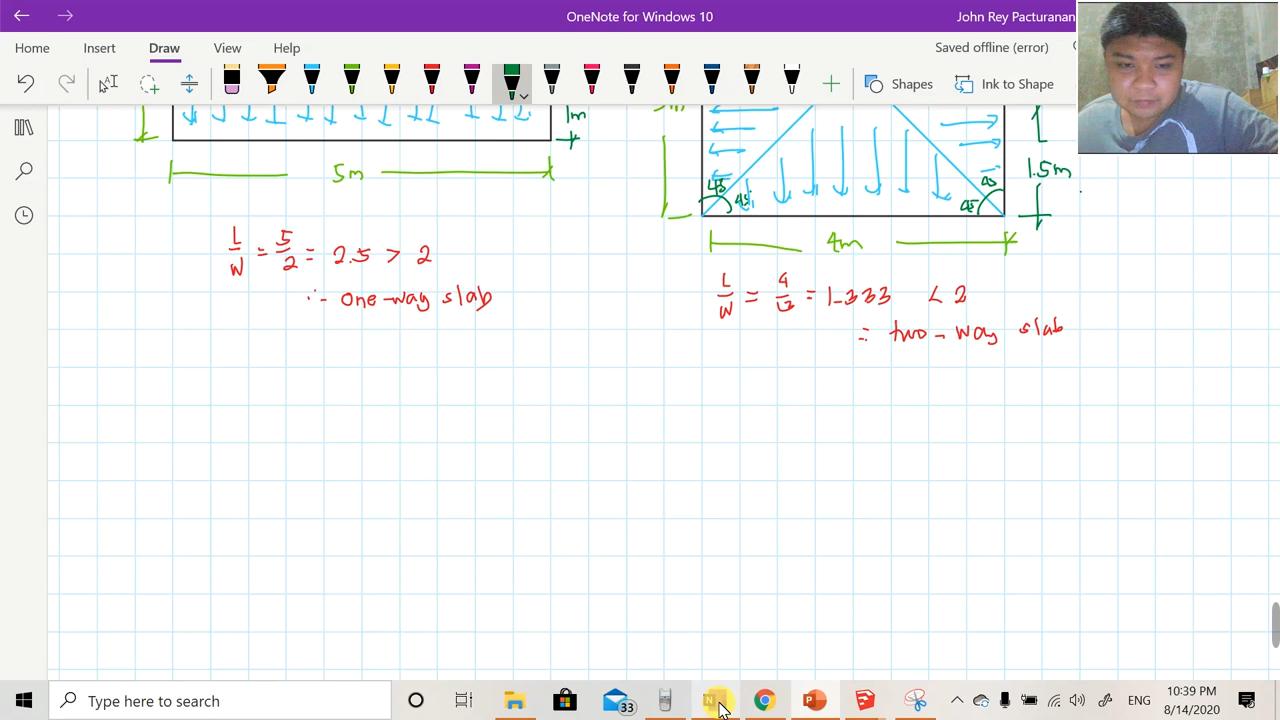 OneNote for Windows 10
John Rey Pacturanan
Home
Insert
Draw
View
Help
Saved offline (error)
Shapes
Ink to Shape
1m
5m
1.5m
45
45
45
45
4m
L/W = 5/2 = 2.5 > 2
∴ one-way slab
L/W = 4/3 = 1.333 < 2
∴ two-way slab
Type here to search
33
ENG
10:39 PM
8/14/2020